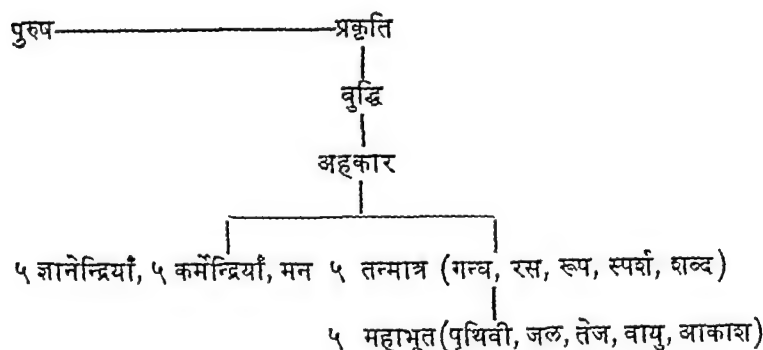 पुरुष प्रकृति
वुद्धि
अहकार
५ ज्ञानेन्द्रियाँ, ५ कर्मेन्द्रियाँ, मन ५ तन्मात्र (गन्ध, रस, रूप, स्पर्श, शब्द)
५ महाभूत(पृथिवी, जल, तेज, वायु, आकाश)